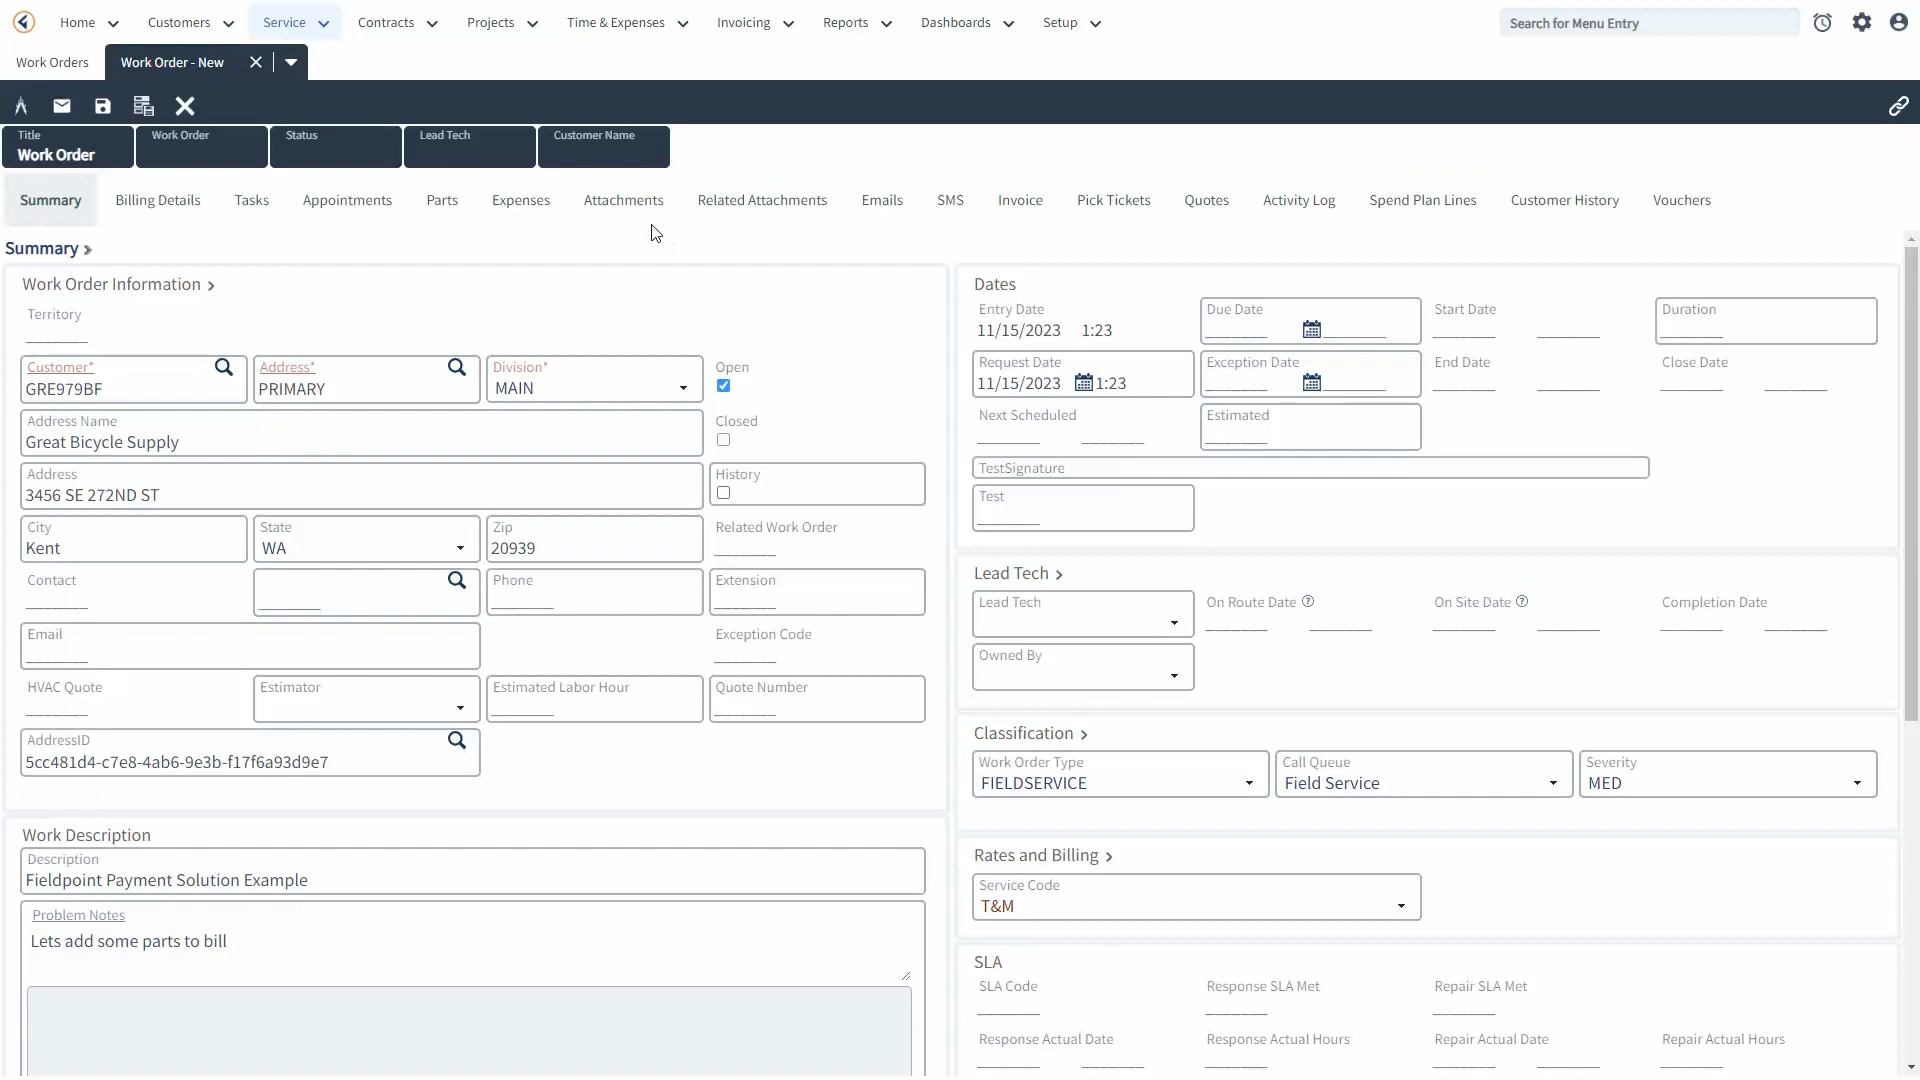 Home Customers Service Contracts Projects Time & Expenses Invoicing Reports Dashboards Setup Search for Menu Entry
Work Orders Work Order - New
Title Work Order Status Lead Tech Customer Name
Work Order
Summary Billing Details Tasks Appointments Parts Expenses Attachments Related Attachments Emails SMS Invoice Pick Tickets Quotes Activity Log Spend Plan Lines Customer History Vouchers
Summary
Work Order Information
Territory
Customer* Address* Division* Open
GRE979BF PRIMARY MAIN
Address Name Closed
Great Bicycle Supply
Address History
3456 SE 272ND ST
City State Zip Related Work Order
Kent WA 20939
Contact Phone Extension
Email Exception Code
HVAC Quote Estimator Estimated Labor Hour Quote Number
AddressID
5cc481d4-c7e8-4ab6-9e3b-f17f6a93d9e7
Work Description
Description
Fieldpoint Payment Solution Example
Problem Notes
Lets add some parts to bill
Dates
Entry Date Due Date Start Date Duration
11/15/2023 1:23
Request Date Exception Date End Date Close Date
11/15/2023 1:23
Next Scheduled Estimated
TestSignature
Test
Lead Tech
Lead Tech On Route Date On Site Date Completion Date
Owned By
Classification
Work Order Type Call Queue Severity
FIELDSERVICE Field Service MED
Rates and Billing
Service Code
T&M
SLA
SLA Code Response SLA Met Repair SLA Met
Response Actual Date Response Actual Hours Repair Actual Date Repair Actual Hours